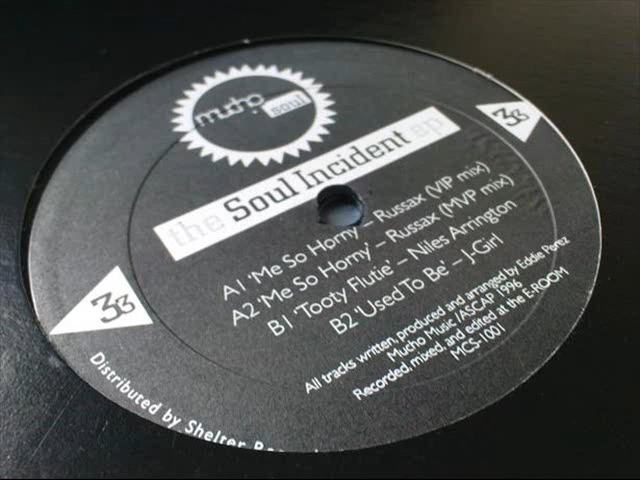 mucho
soul
the Soul Incident ep
33
33
A1 'Me So Horny' – Russax (VIP mix)
A2 'Me So Horny' – Russax (MVP mix)
B1 'Tooty Flutie' – Niles Arrington
B2 'Used To Be' – J-Girl
All tracks written, produced and arranged by Eddie Perez
Mucho Music /ASCAP 1996
Recorded, mixed, and edited at the E-ROOM
MCS-1001
Distributed by Shelter